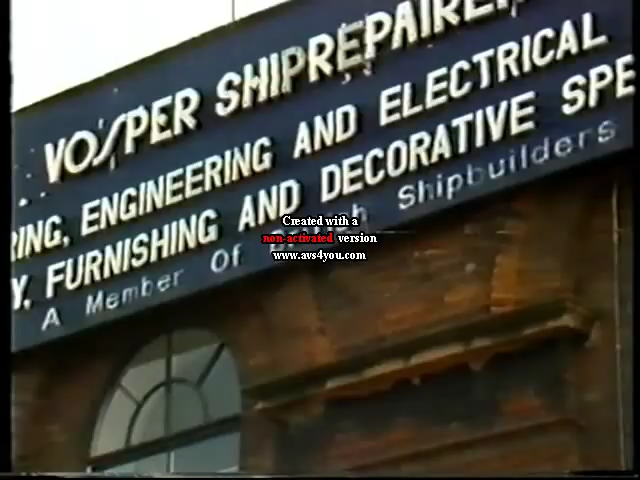 VOSPER SHIPREPAIRE
RING, ENGINEERING AND ELECTRICAL
Y, FURNISHING AND DECORATIVE SPE
A Member Of British Shipbuilders
Created with a
non-activated version
www.avs4you.com